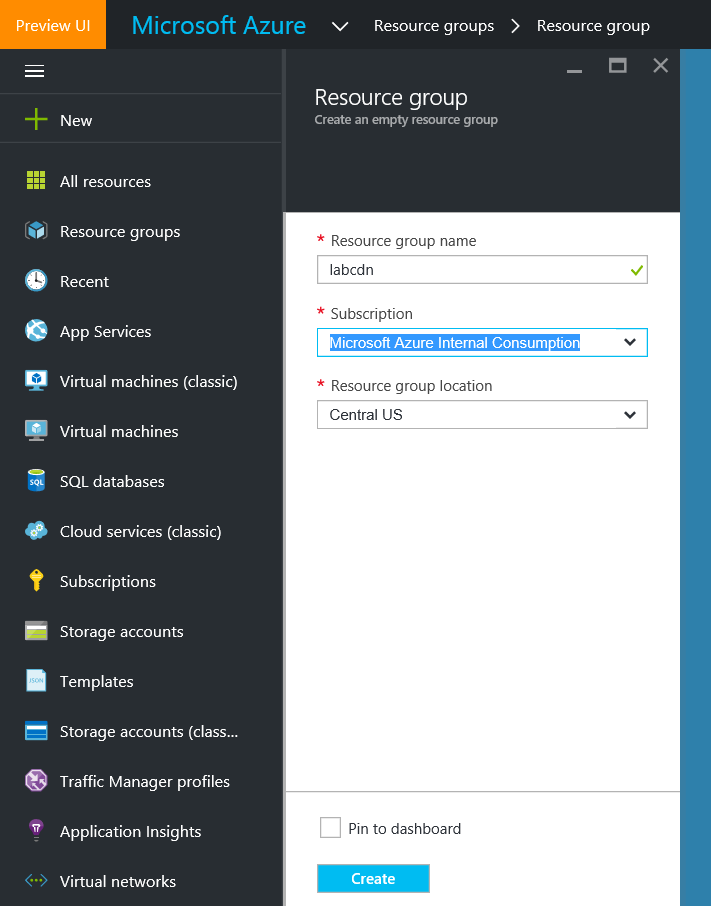 Preview UI
Microsoft Azure
Resource groups
Resource group
New
All resources
Resource groups
Recent
App Services
Virtual machines (classic)
Virtual machines
SQL databases
SQL
Cloud services (classic)
Subscriptions
Storage accounts
Templates
JSON
Storage accounts (class...
Traffic Manager profiles
Application Insights
Virtual networks
Resource group
Create an empty resource group
* Resource group name
labcdn
* Subscription
Microsoft Azure Internal Consumption
* Resource group location
Central US
Pin to dashboard
Create